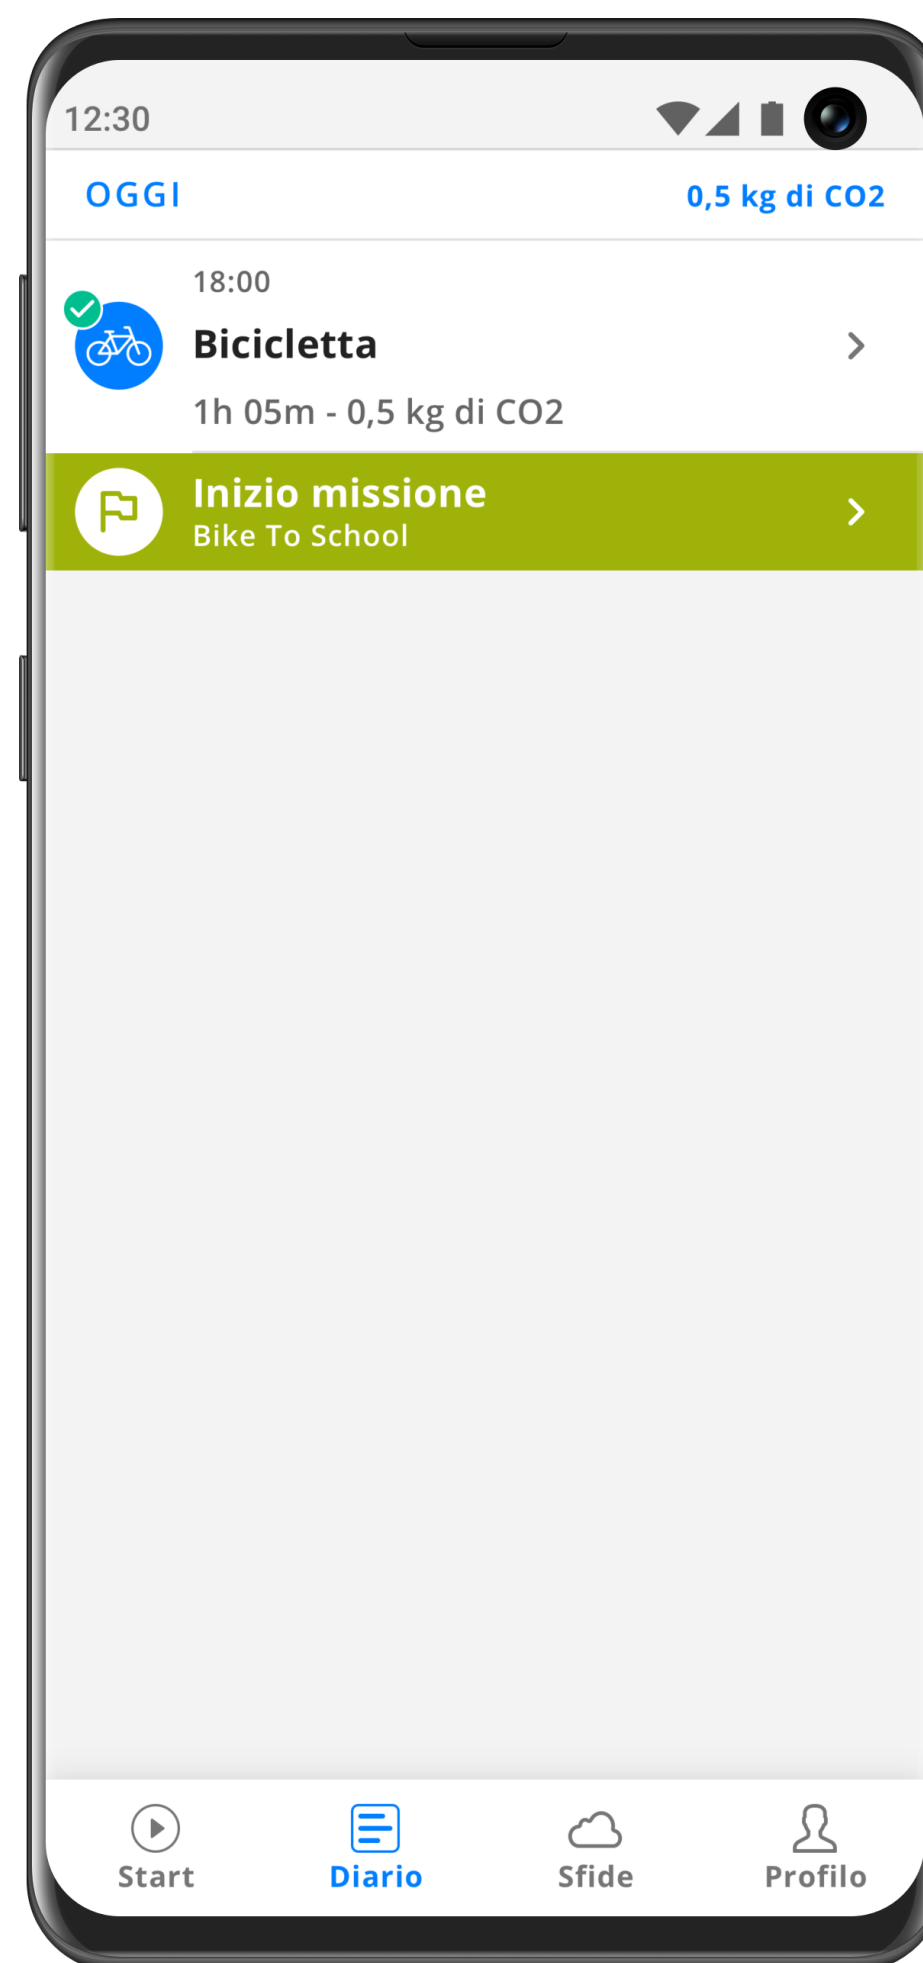 12:30
OGGI
0,5 kg di CO2
18:00
Bicicletta
1h 05m - 0,5 kg di CO2
Inizio missione
Bike To School
Start
Diario
Sfide
Profilo